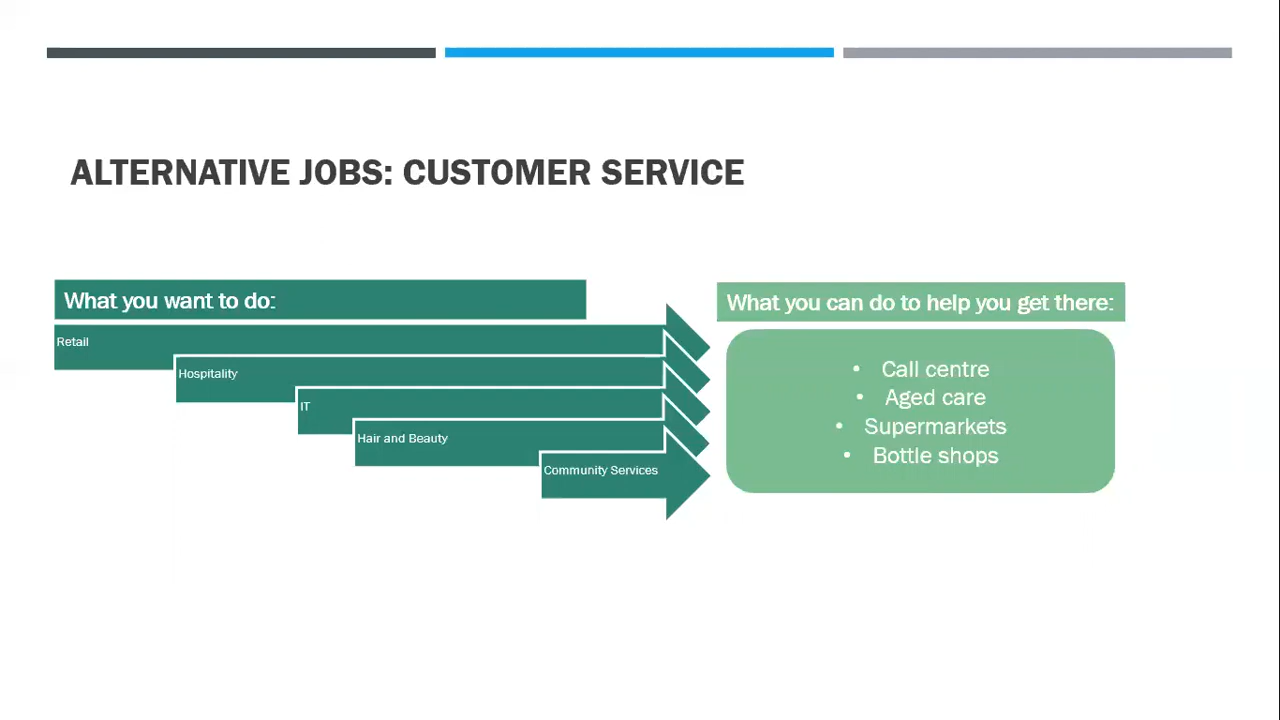 ALTERNATIVE JOBS: CUSTOMER SERVICE
What you want to do:
Retail
Hospitality
IT
Hair and Beauty
Community Services
What you can do to help you get there:
• Call centre
• Aged care
• Supermarkets
• Bottle shops